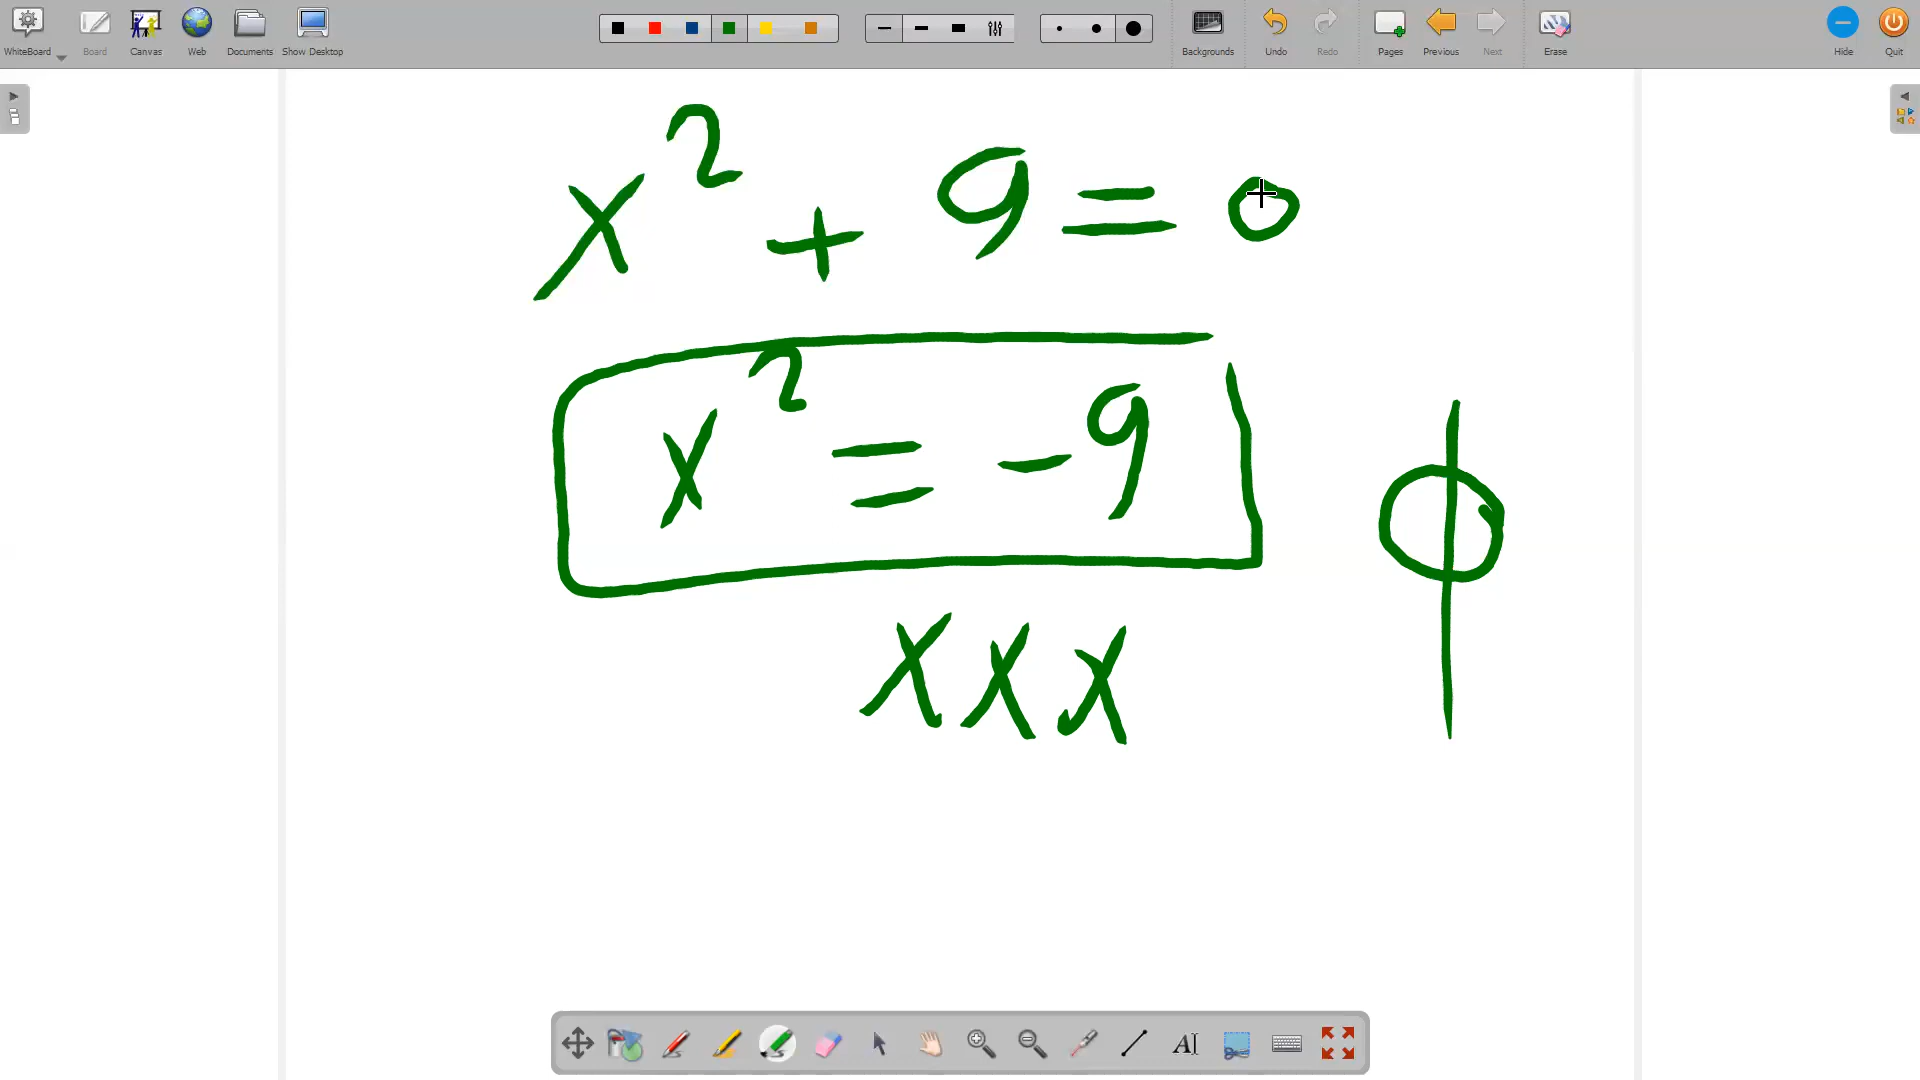 WhiteBoard Board Canvas Web Documents Show Desktop Backgrounds Undo Redo Pages Previous Next Erase Hide Quit
x² + 9 = 0
x² = -9
x x x
φ
AI